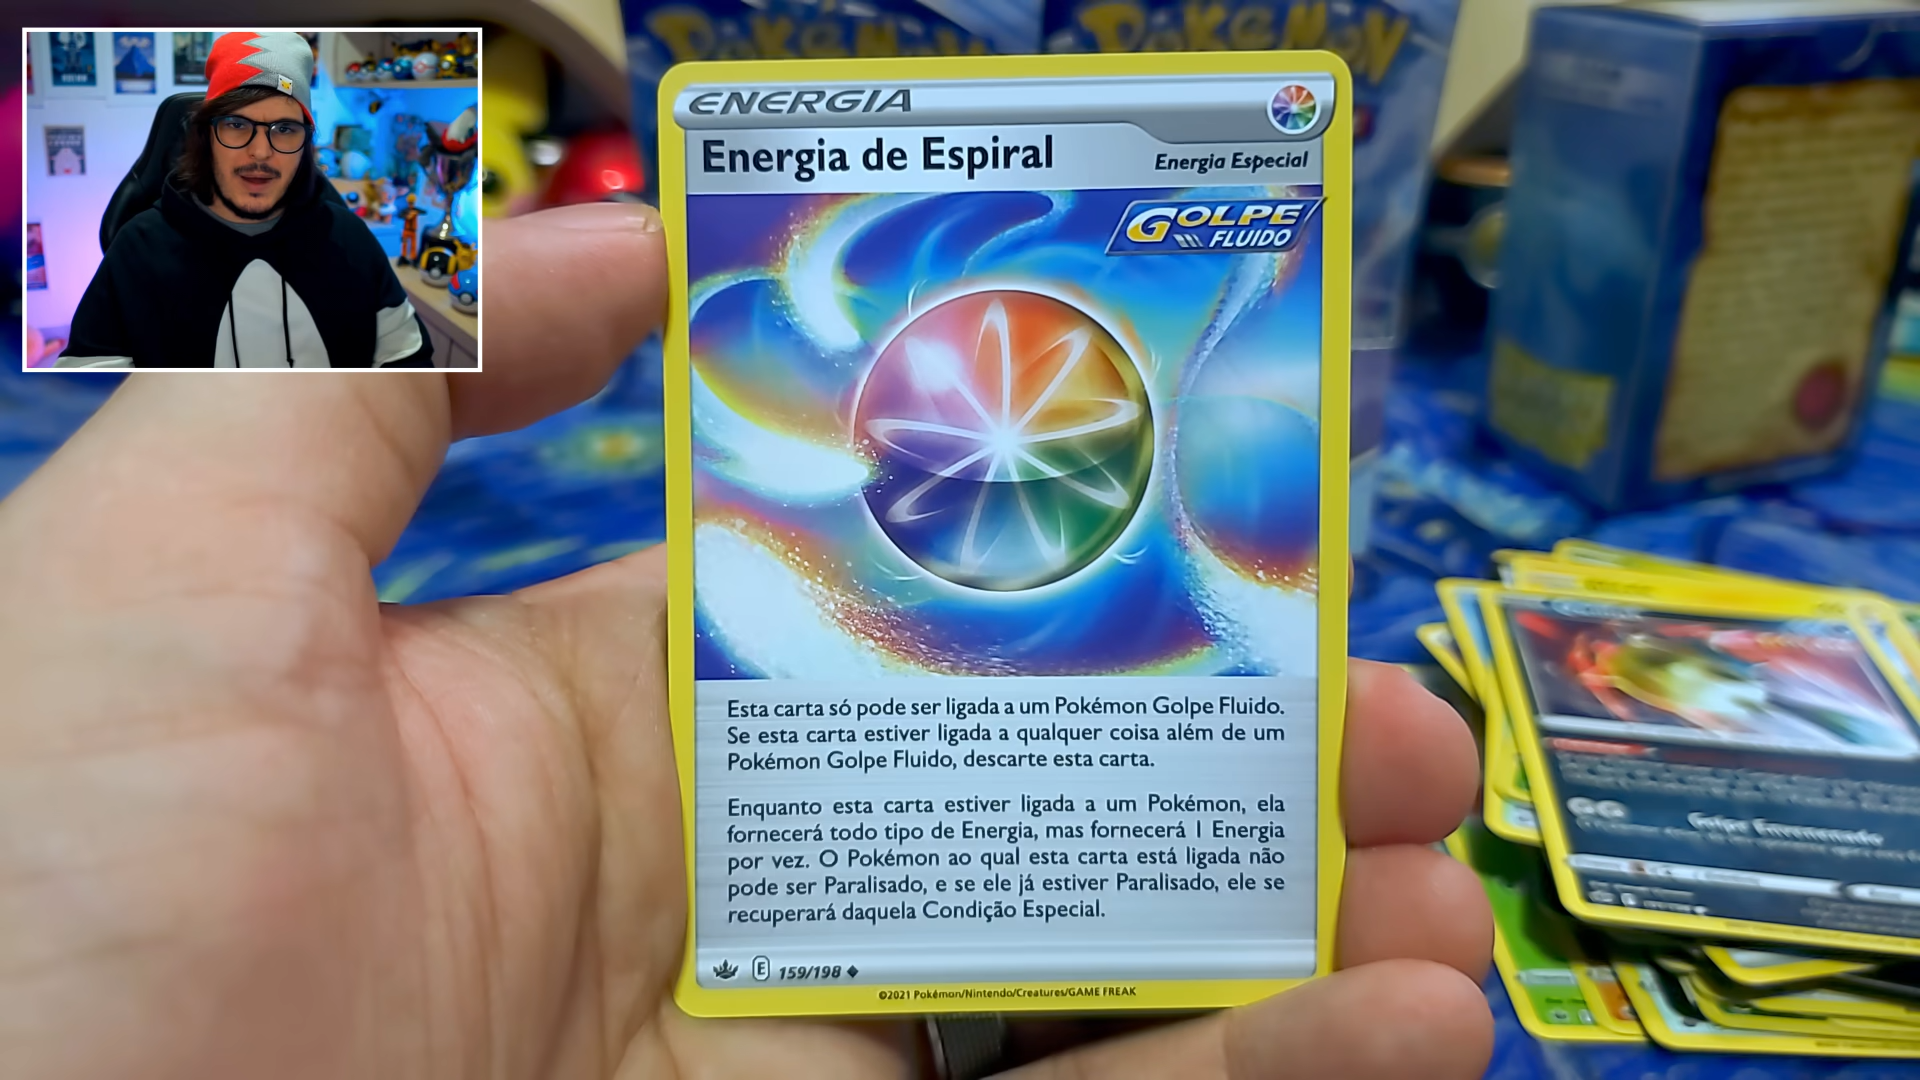 POKÉMON POKÉMON
ENERGIA
Energia de Espiral
Energia Especial
GOLPE
FLUIDO
Esta carta só pode ser ligada a um Pokémon Golpe Fluido.
Se esta carta estiver ligada a qualquer coisa além de um
Pokémon Golpe Fluido, descarte esta carta.
Enquanto esta carta estiver ligada a um Pokémon, ela
fornecerá todo tipo de Energia, mas fornecerá 1 Energia
por vez. O Pokémon ao qual esta carta está ligada não
pode ser Paralisado, e se ele já estiver Paralisado, ele se
recuperará daquela Condição Especial.
E 159/198
©2021 Pokémon/Nintendo/Creatures/GAME FREAK
Golpe Envenenado